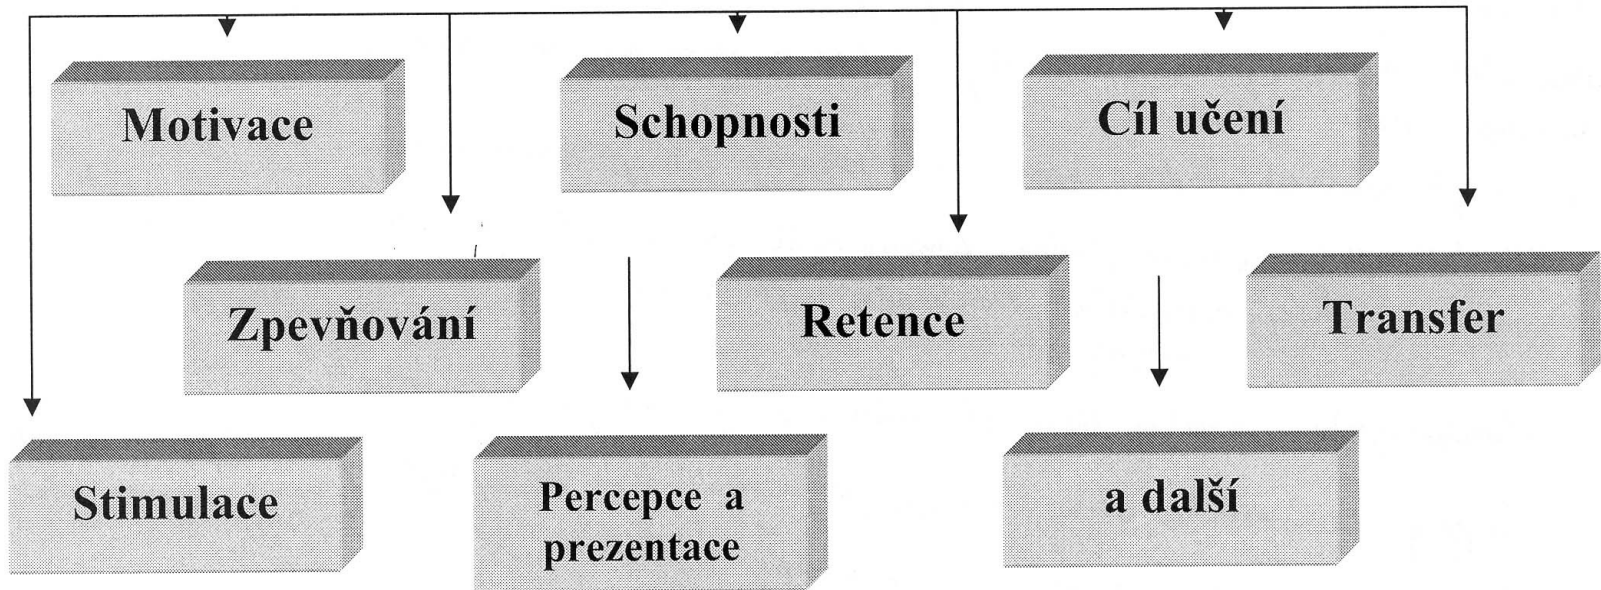 Motivace
Schopnosti
Cíl učení
Zpevňování
Retence
Transfer
Stimulace
Percepce a
prezentace
a další